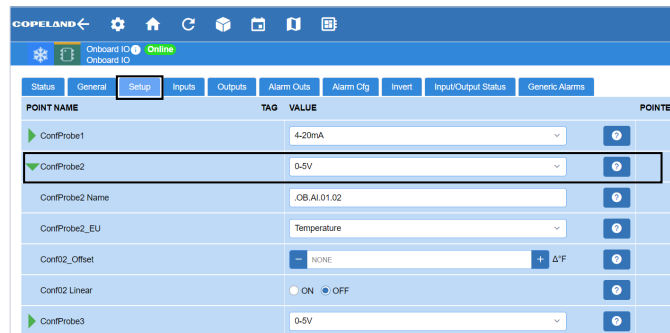 COPELAND
Onboard IO Online
Onboard IO
Status General Setup Inputs Outputs Alarm Outs Alarm Cfg Invert Input/Output Status Generic Alarms
POINT NAME TAG VALUE POINTE
ConfProbe1 4-20mA ?
ConfProbe2 0-5V ?
ConfProbe2 Name .OB.AI.01.02 ?
ConfProbe2_EU Temperature ?
Conf02_Offset − NONE + Δ°F ?
Conf02 Linear ON OFF ?
ConfProbe3 0-5V ?